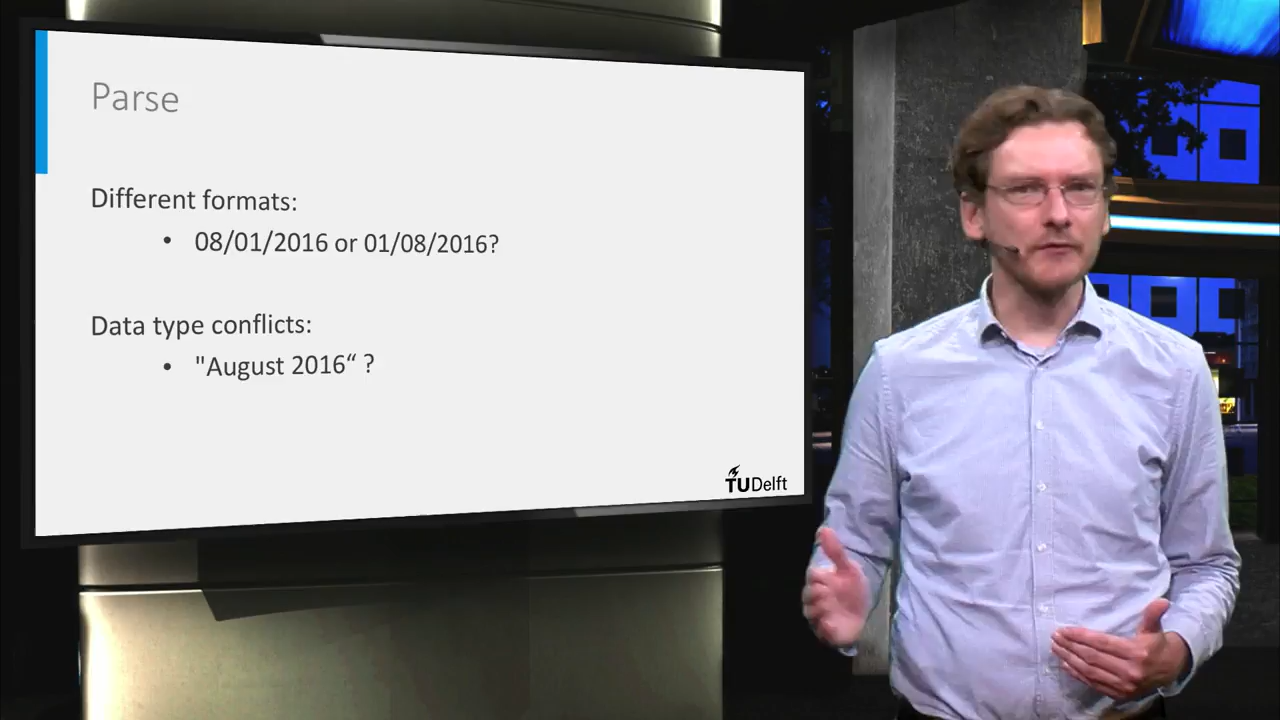 Parse
Different formats:
• 08/01/2016 or 01/08/2016?
Data type conflicts:
• "August 2016“ ?
TUDelft